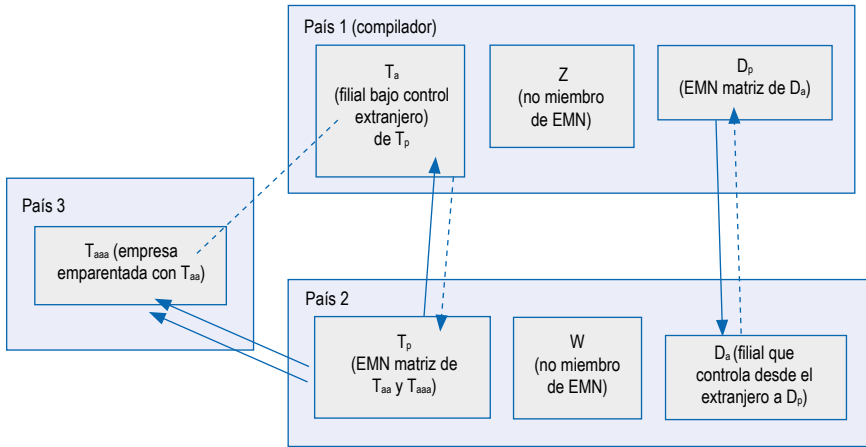 País 1 (compilador)
Ta
(filial bajo control
extranjero)
de Tp
Z
(no miembro
de EMN)
Dp
(EMN matriz de Da)
País 3
Taaa (empresa
emparentada con Taa)
País 2
Tp
(EMN matriz de
Taa y Taaa)
W
(no miembro
de EMN)
Da (filial que
controla desde el
extranjero a Dp)